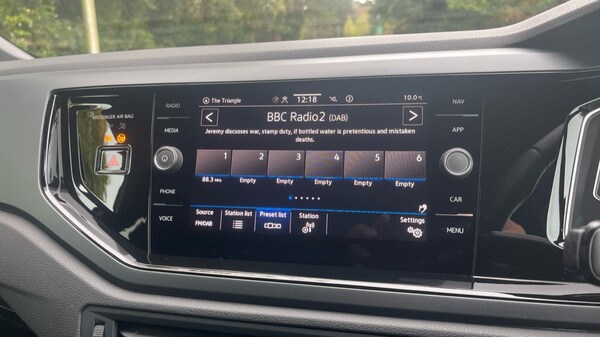 PASSENGER AIR BAG
RADIO
MEDIA
PHONE
VOICE
The Triangle
12:18
10.0°C
BBC Radio2 (DAB)
Jeremy discusses war, stamp duty, if bottled water is pretentious and mistaken
deaths.
1 2 3 4 5 6
88.3 MHz Empty Empty Empty Empty Empty
Source Station list Preset list Station Settings
FM/DAB
NAV
APP
CAR
MENU